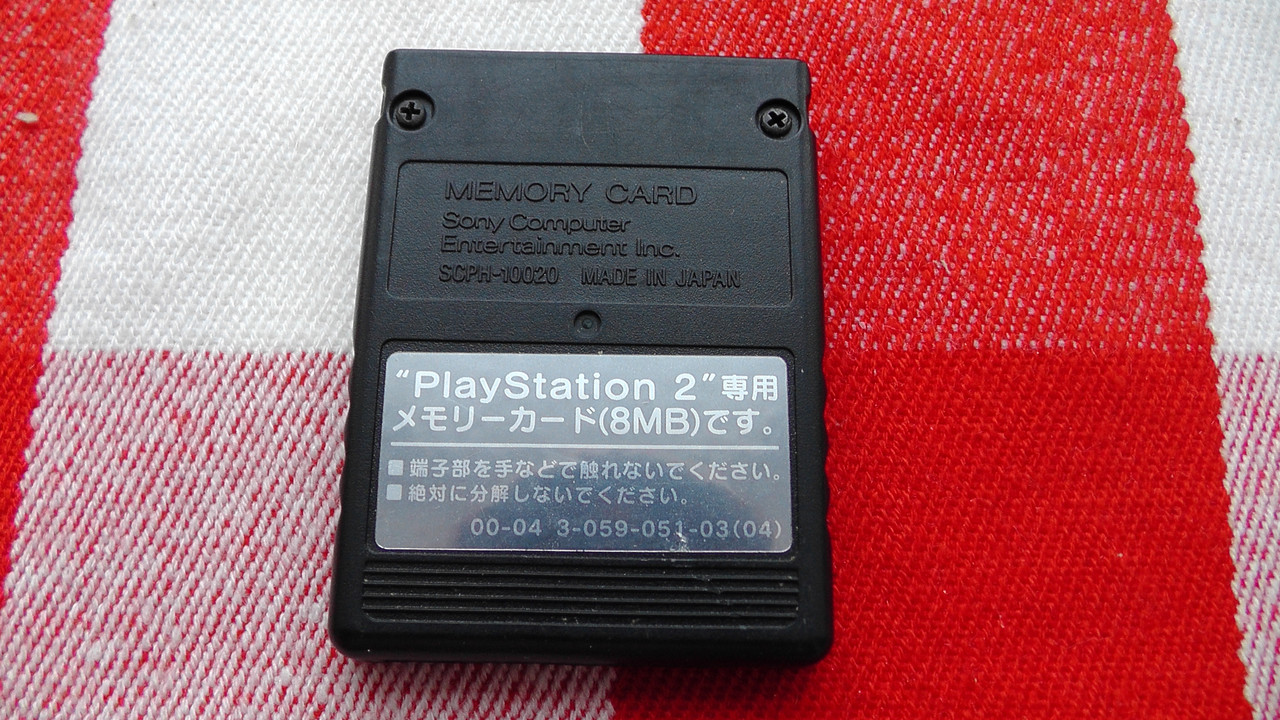 MEMORY CARD
Sony Computer
Entertainment Inc.
SCPH-10020 MADE IN JAPAN
“PlayStation 2”専用
メモリーカード(8MB)です。
■端子部を手などで触れないでください。
■絶対に分解しないでください。
00-04 3-059-051-03(04)